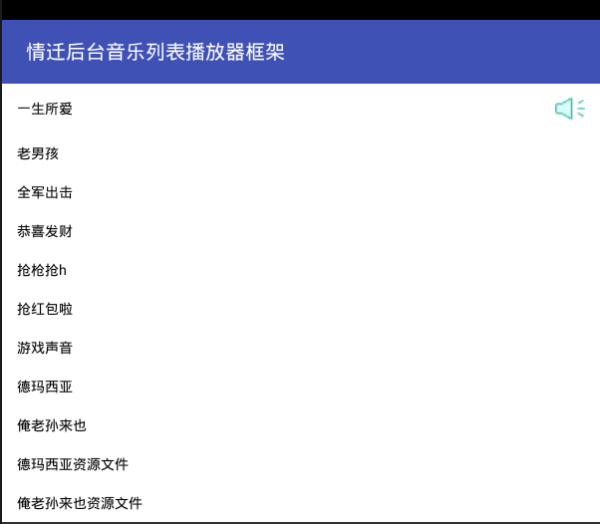 情迁后台音乐列表播放器框架
一生所爱
老男孩
全军出击
恭喜发财
抢枪抢h
抢红包啦
游戏声音
德玛西亚
俺老孙来也
德玛西亚资源文件
俺老孙来也资源文件